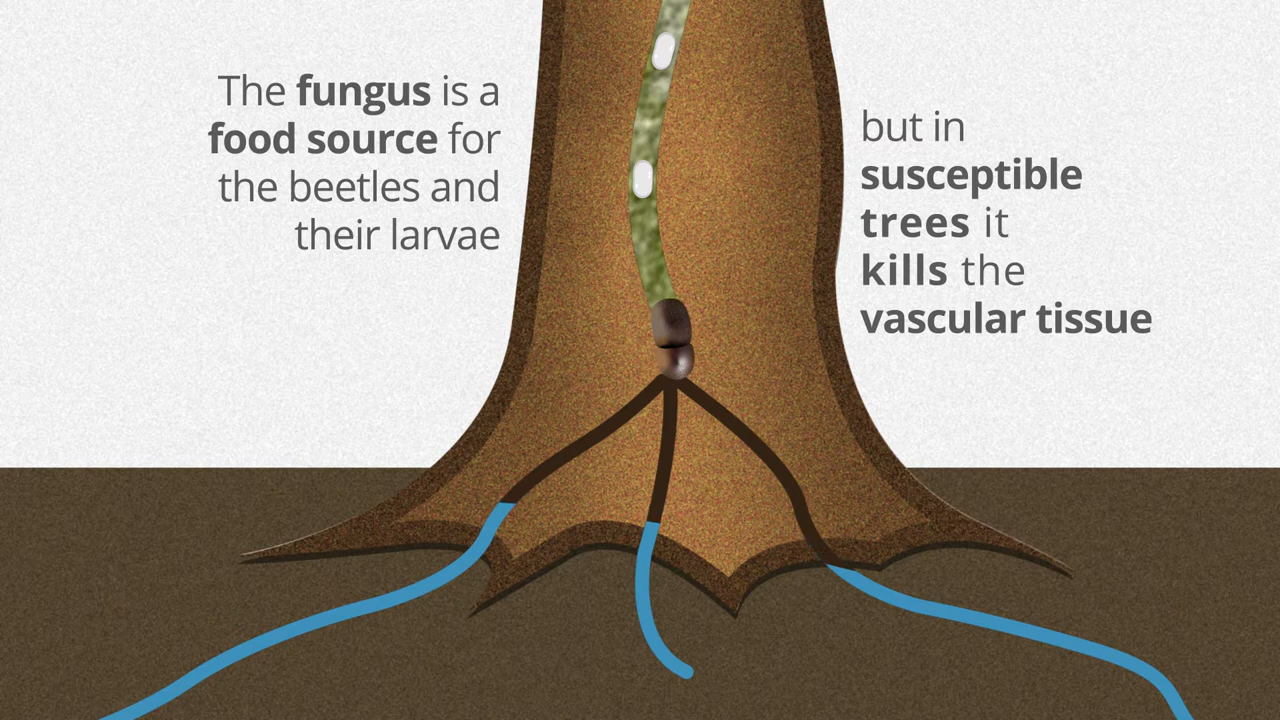 The fungus is a
food source for
the beetles and
their larvae
but in
susceptible
trees it
kills the
vascular tissue